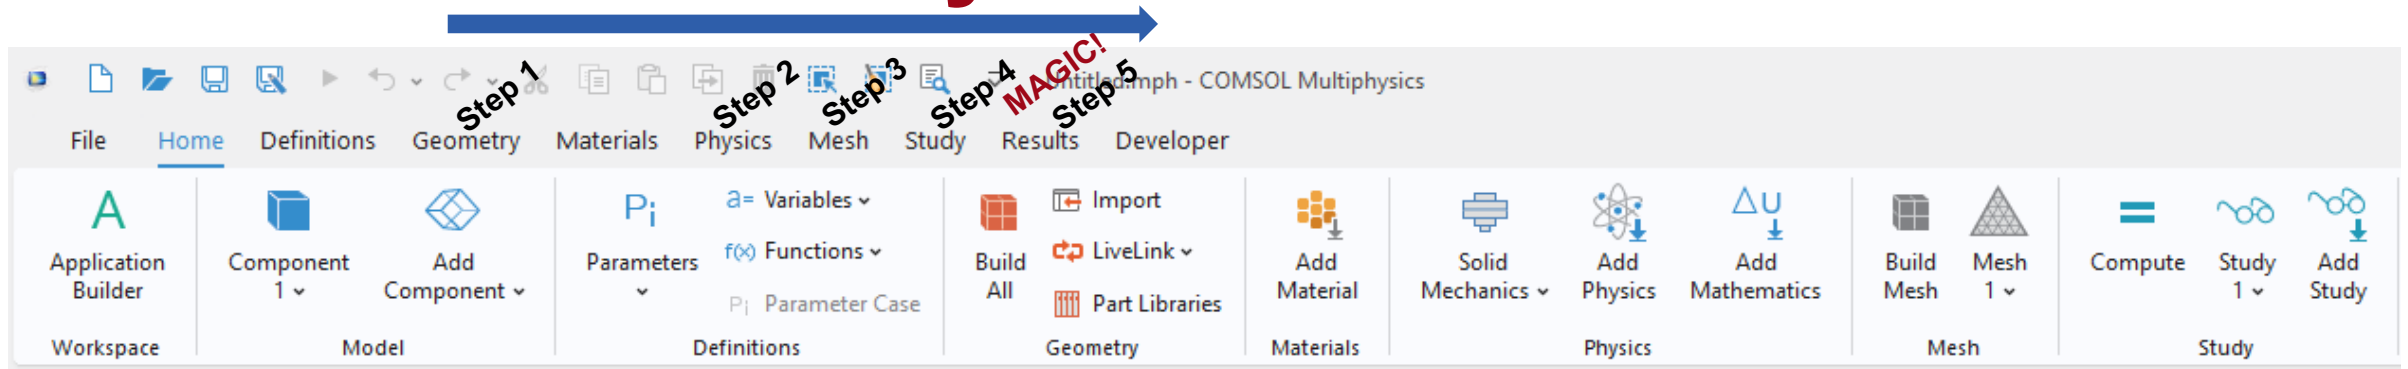 Step 1
Step 2
Step 3
Step 4
MAGIC!
Step 5
Untitled.mph - COMSOL Multiphysics
File Home Definitions Geometry Materials Physics Mesh Study Results Developer
A Pi a= Variables Import ΔU
f(x) Functions LiveLink
Application Component Add Parameters Build Add Solid Add Add Build Mesh Compute Study Add
Builder 1 Component All Material Mechanics Physics Mathematics Mesh 1 1 Study
Pi Parameter Case Part Libraries
Workspace Model Definitions Geometry Materials Physics Mesh Study